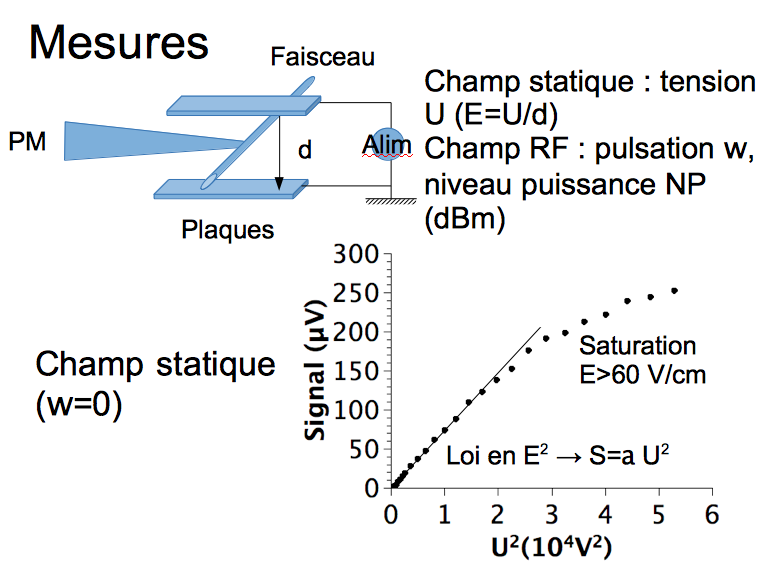 Mesures
Faisceau
PM
d
Alim
Plaques
Champ statique : tension
U (E=U/d)
Champ RF : pulsation w,
niveau puissance NP
(dBm)
Champ statique
(w=0)
Signal (μV)
300
250
200
150
100
50
0
Saturation
E>60 V/cm
Loi en E² → S=a U²
0 1 2 3 4 5 6
U²(10⁴V²)